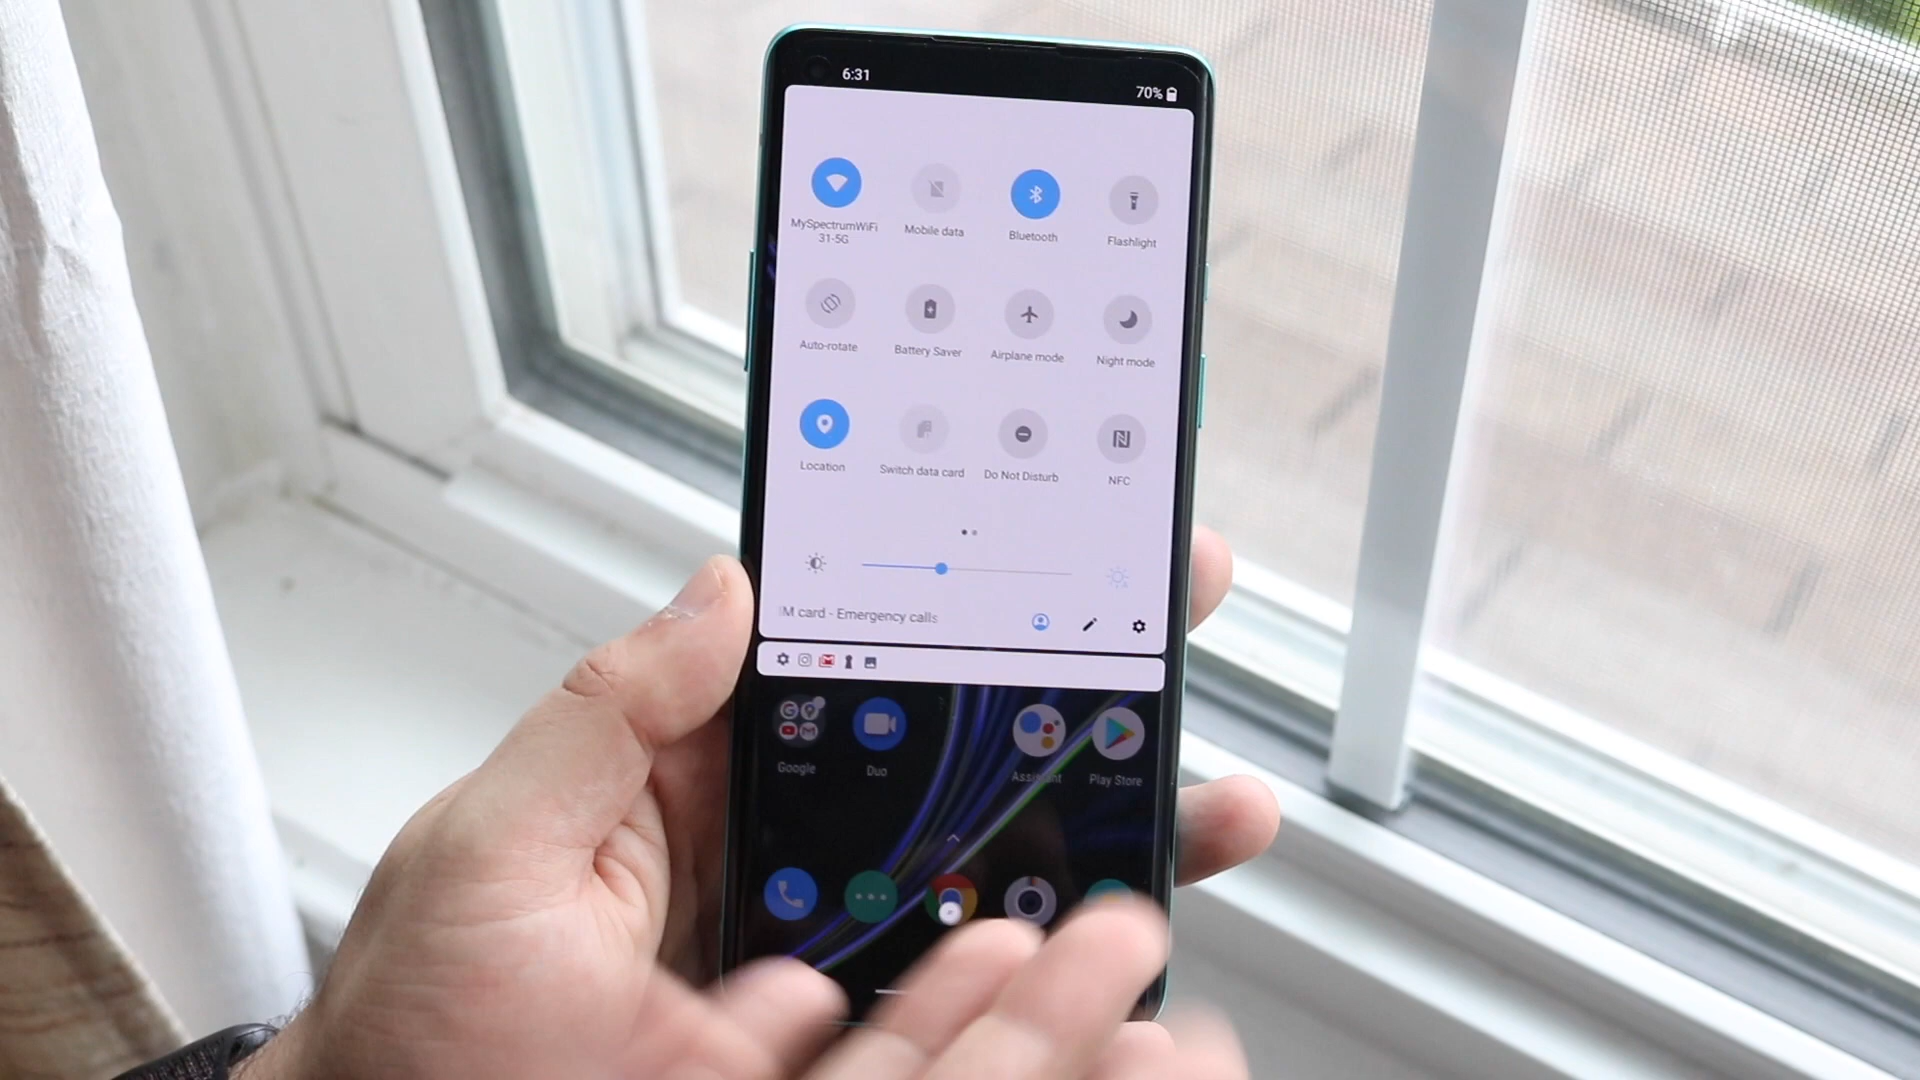 6:31
70%
MySpectrumWiFi
31-5G
Mobile data
Bluetooth
Flashlight
Auto-rotate
Battery Saver
Airplane mode
Night mode
Location
Switch data card
Do Not Disturb
NFC
M card - Emergency calls
Google
Duo
Assistant
Play Store